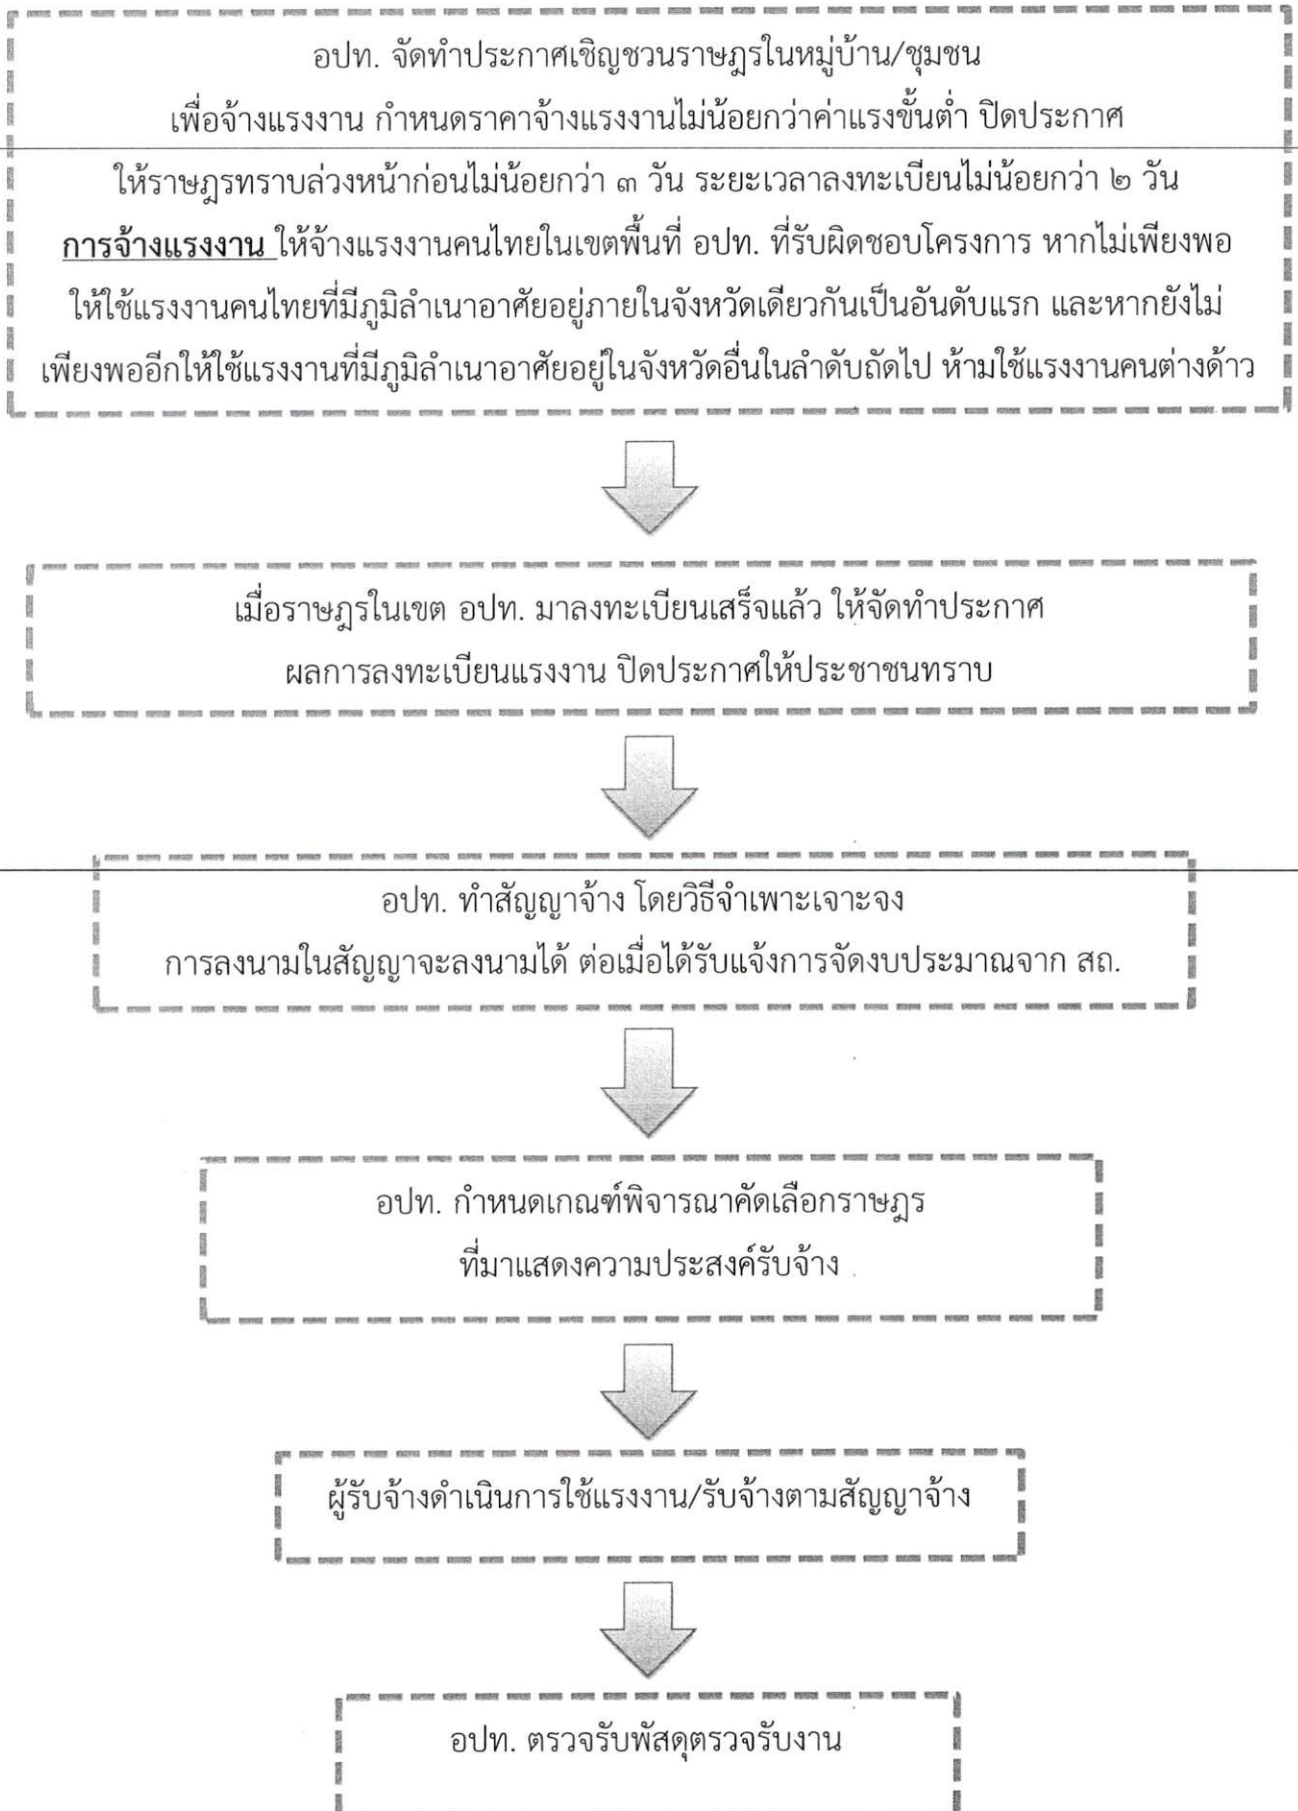 อปท. จัดทำประกาศเชิญชวนราษฎรในหมู่บ้าน/ชุมชน
เพื่อจ้างแรงงาน กำหนดราคาจ้างแรงงานไม่น้อยกว่าค่าแรงขั้นต่ำ ปิดประกาศ
ให้ราษฎรทราบล่วงหน้าก่อนไม่น้อยกว่า ๓ วัน ระยะเวลาลงทะเบียนไม่น้อยกว่า ๒ วัน
การจ้างแรงงาน ให้จ้างแรงงานคนไทยในเขตพื้นที่ อปท. ที่รับผิดชอบโครงการ หากไม่เพียงพอ
ให้ใช้แรงงานคนไทยที่มีภูมิลำเนาอาศัยอยู่ภายในจังหวัดเดียวกันเป็นอันดับแรก และหากยังไม่
เพียงพออีกให้ใช้แรงงานที่มีภูมิลำเนาอาศัยอยู่ในจังหวัดอื่นในลำดับถัดไป ห้ามใช้แรงงานคนต่างด้าว
เมื่อราษฎรในเขต อปท. มาลงทะเบียนเสร็จแล้ว ให้จัดทำประกาศ
ผลการลงทะเบียนแรงงาน ปิดประกาศให้ประชาชนทราบ
อปท. ทำสัญญาจ้าง โดยวิธีจำเพาะเจาะจง
การลงนามในสัญญาจะลงนามได้ ต่อเมื่อได้รับแจ้งการจัดงบประมาณจาก สถ.
อปท. กำหนดเกณฑ์พิจารณาคัดเลือกราษฎร
ที่มาแสดงความประสงค์รับจ้าง
ผู้รับจ้างดำเนินการใช้แรงงาน/รับจ้างตามสัญญาจ้าง
อปท. ตรวจรับพัสดุตรวจรับงาน